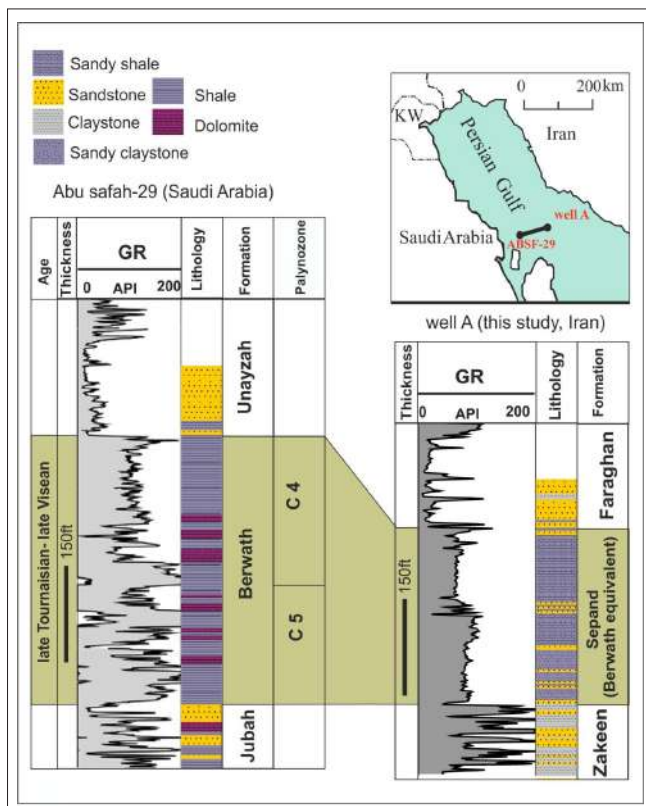 Sandy shale
Sandstone
Shale
Claystone
Dolomite
Sandy claystone
0 200km
KW
Iran
Persian Gulf
well A
Saudi Arabia
ABSF-29
Abu safah-29 (Saudi Arabia)
Age
Thickness
GR
0 API 200
Lithology
Formation
Palynozone
Unayzah
late Tournaisian- late Visean
150ft
Berwath
C 4
C 5
Jubah
well A (this study, Iran)
Thickness
GR
0 API 200
Lithology
Formation
Faraghan
150ft
Sepand
(Berwath equivalent)
Zakeen